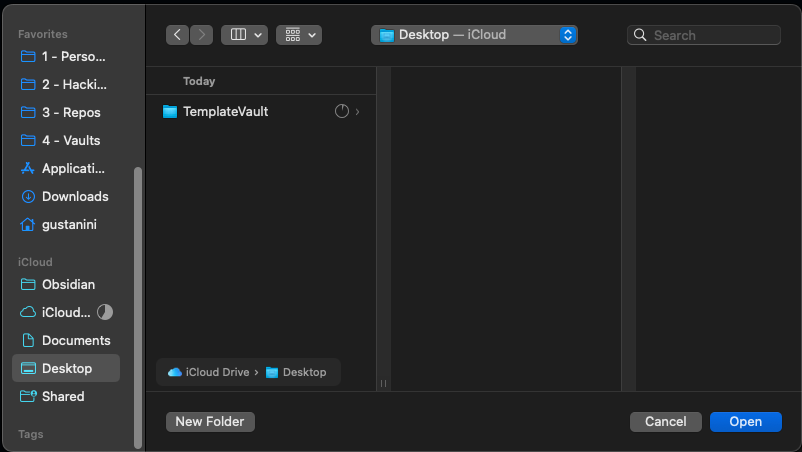 Favorites
1 - Perso...
2 - Hacki...
3 - Repos
4 - Vaults
Applicati...
Downloads
gustanini
iCloud
Obsidian
iCloud...
Documents
Desktop
Shared
Tags
Desktop — iCloud
Search
Today
TemplateVault
iCloud Drive › Desktop
New Folder
Cancel
Open